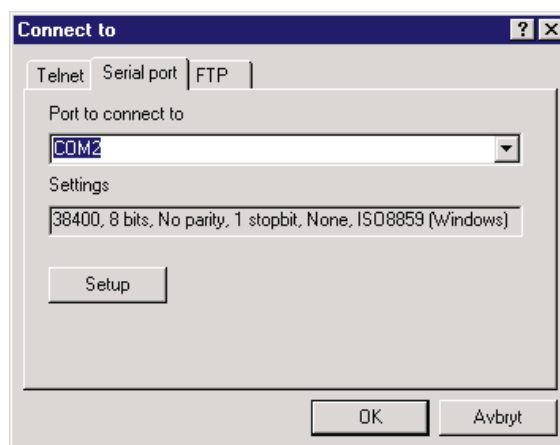 Connect to
Telnet Serial port FTP
Port to connect to
COM2
Settings
38400, 8 bits, No parity, 1 stopbit, None, ISO8859 (Windows)
Setup
OK Avbryt